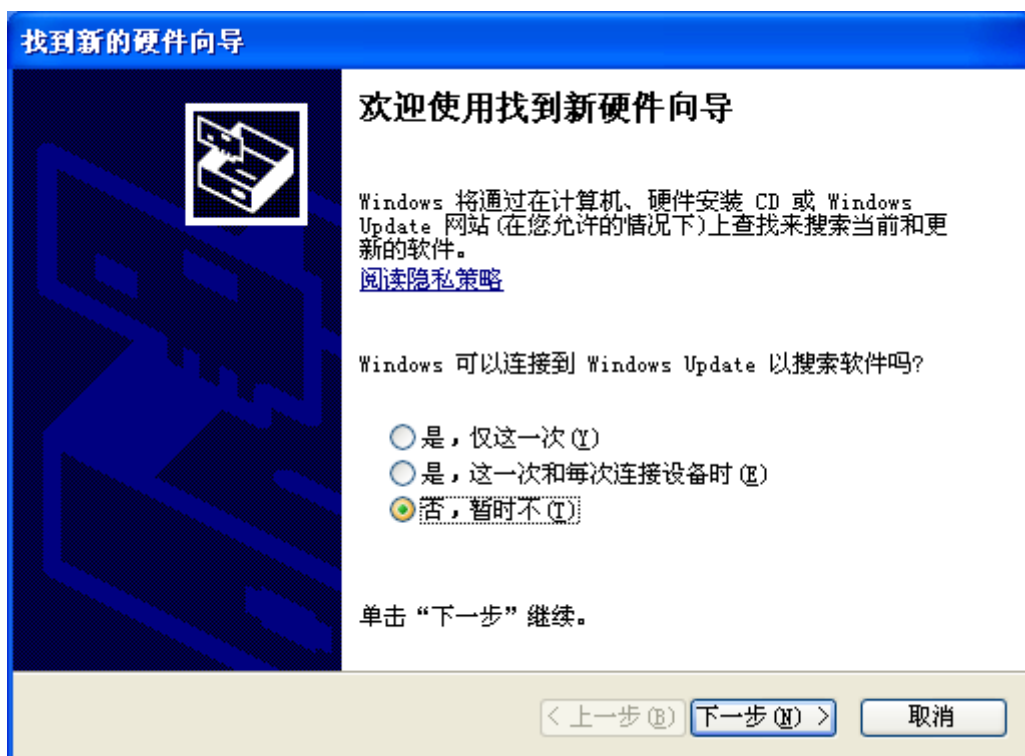 找到新的硬件向导
欢迎使用找到新硬件向导
Windows 将通过在计算机、硬件安装 CD 或 Windows
Update 网站(在您允许的情况下)上查找来搜索当前和更
新的软件。
阅读隐私策略
Windows 可以连接到 Windows Update 以搜索软件吗?
是，仅这一次(Y)
是，这一次和每次连接设备时(E)
否，暂时不(T)
单击“下一步”继续。
< 上一步(B) 下一步(N) > 取消